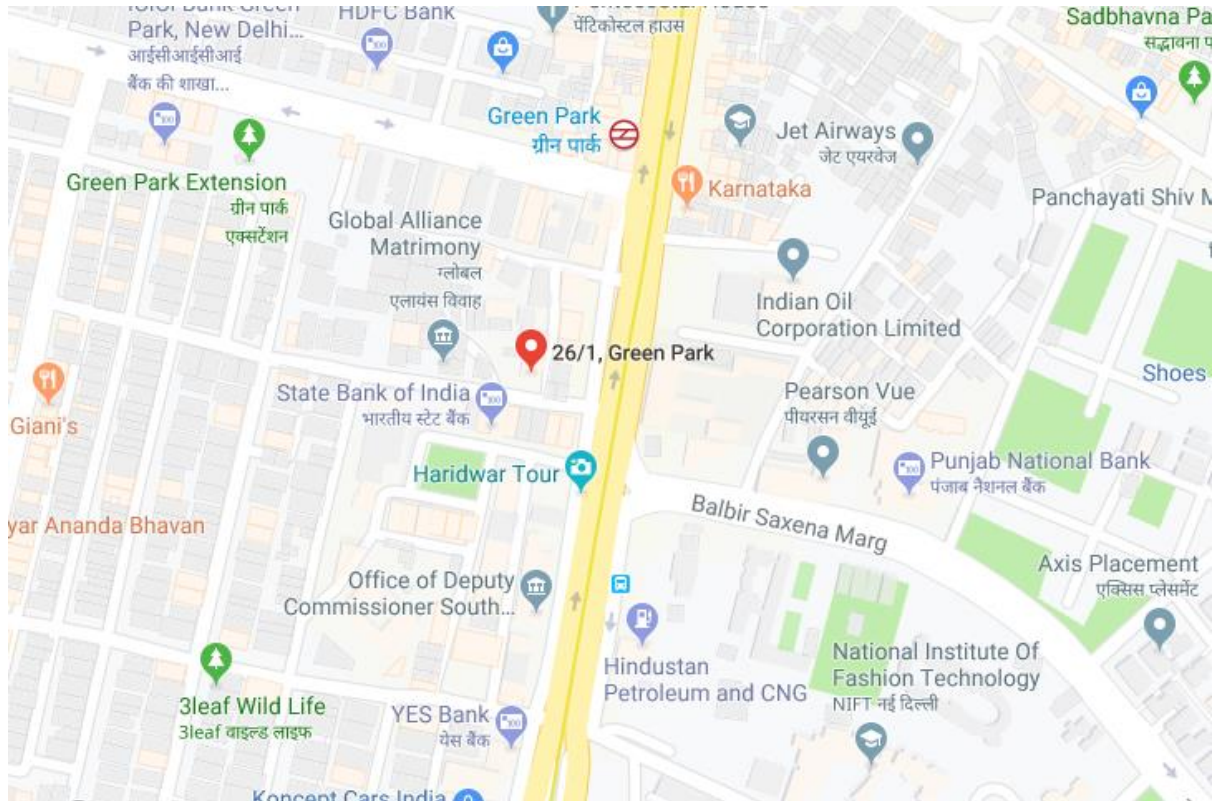 Park, New Delhi...
आईसीआईसीआई
बैंक की शाखा...
HDFC Bank
पेंटिकोस्टल हाउस
Sadbhavna Pa
सद्भावना प
Green Park
ग्रीन पार्क
Jet Airways
जेट एयरवेज
Green Park Extension
ग्रीन पार्क
एक्सटेंशन
Karnataka
Panchayati Shiv M
Global Alliance
Matrimony
ग्लोबल
एलायंस विवाह
Indian Oil
Corporation Limited
26/1, Green Park
Shoes
Giani's
State Bank of India
भारतीय स्टेट बैंक
Pearson Vue
पीयरसन वीयूई
Haridwar Tour
Punjab National Bank
पंजाब नैशनल बैंक
Balbir Saxena Marg
yar Ananda Bhavan
Office of Deputy
Commissioner South...
Axis Placement
एक्सिस प्लेसमेंट
Hindustan
Petroleum and CNG
National Institute Of
Fashion Technology
NIFT नई दिल्ली
3leaf Wild Life
3leaf वाइल्ड लाइफ
YES Bank
येस बैंक
Koncept Cars India